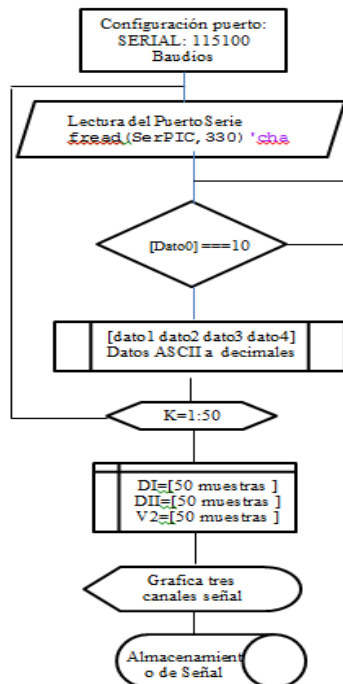 Configuración puerto:
SERIAL: 115100
Baudios
Lectura del Puerto Serie
fread(SerPIC, 330) 'cha
[Dato0] ===10
[dato1 dato2 dato3 dato4]
Datos ASCII a decimales
K=1:50
DI=[50 muestras ]
DII=[50 muestras ]
V2=[50 muestras ]
Grafica tres
canales señal
Almacenamient
o de Señal